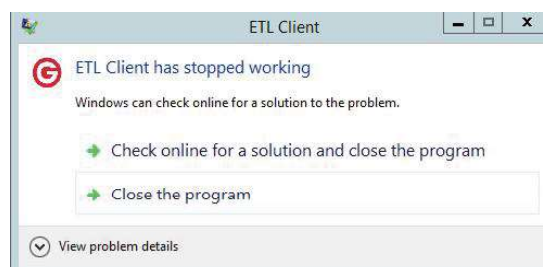 ETL Client
ETL Client has stopped working
Windows can check online for a solution to the problem.
Check online for a solution and close the program
Close the program
View problem details